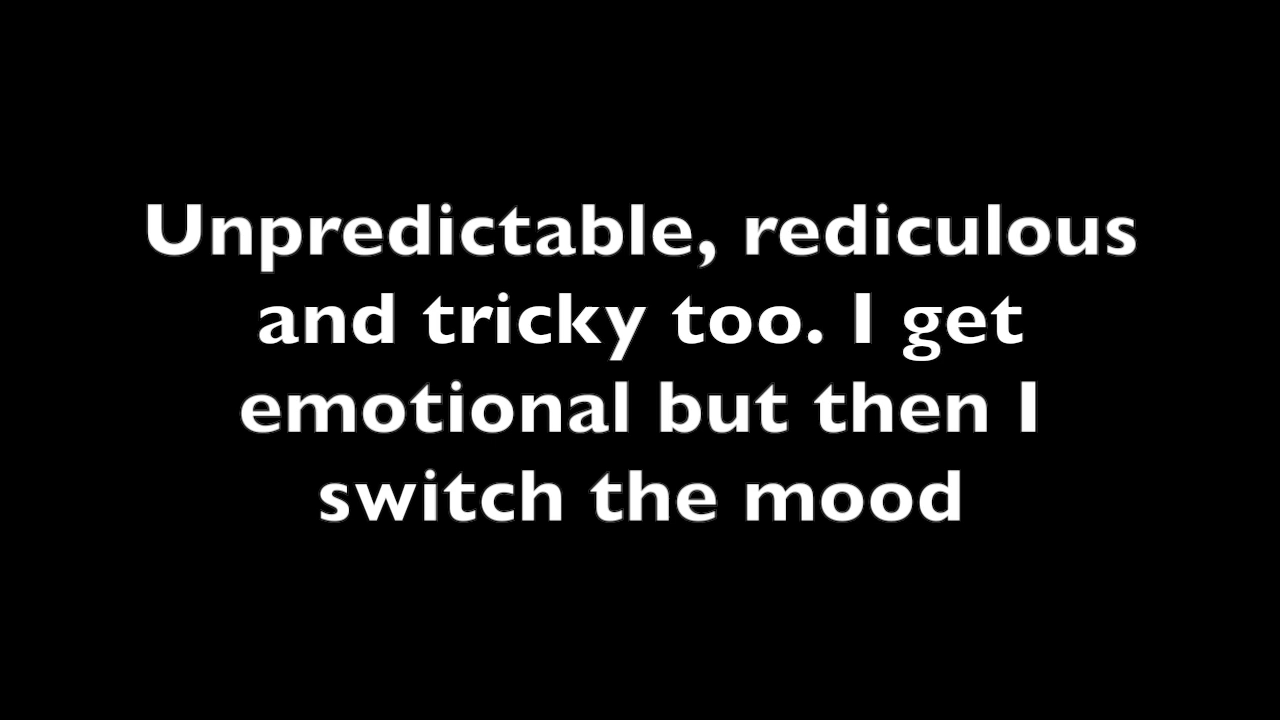 Unpredictable, rediculous
and tricky too. I get
emotional but then I
switch the mood